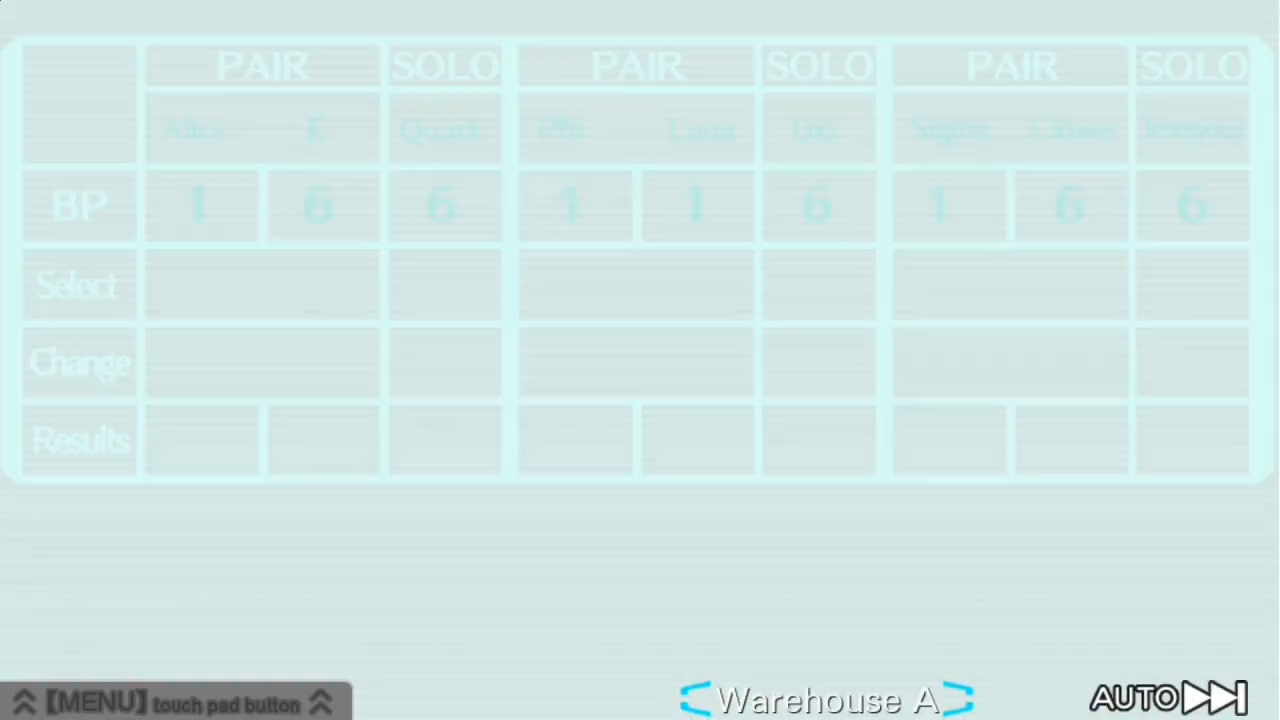 PAIR SOLO PAIR SOLO PAIR SOLO
Alice K Quark Phi Luna Dio Sigma Clover Tenmyouji
BP 1 6 6 1 1 6 1 6 6
Select
Change
Results
【MENU】 touch pad button
Warehouse A
AUTO